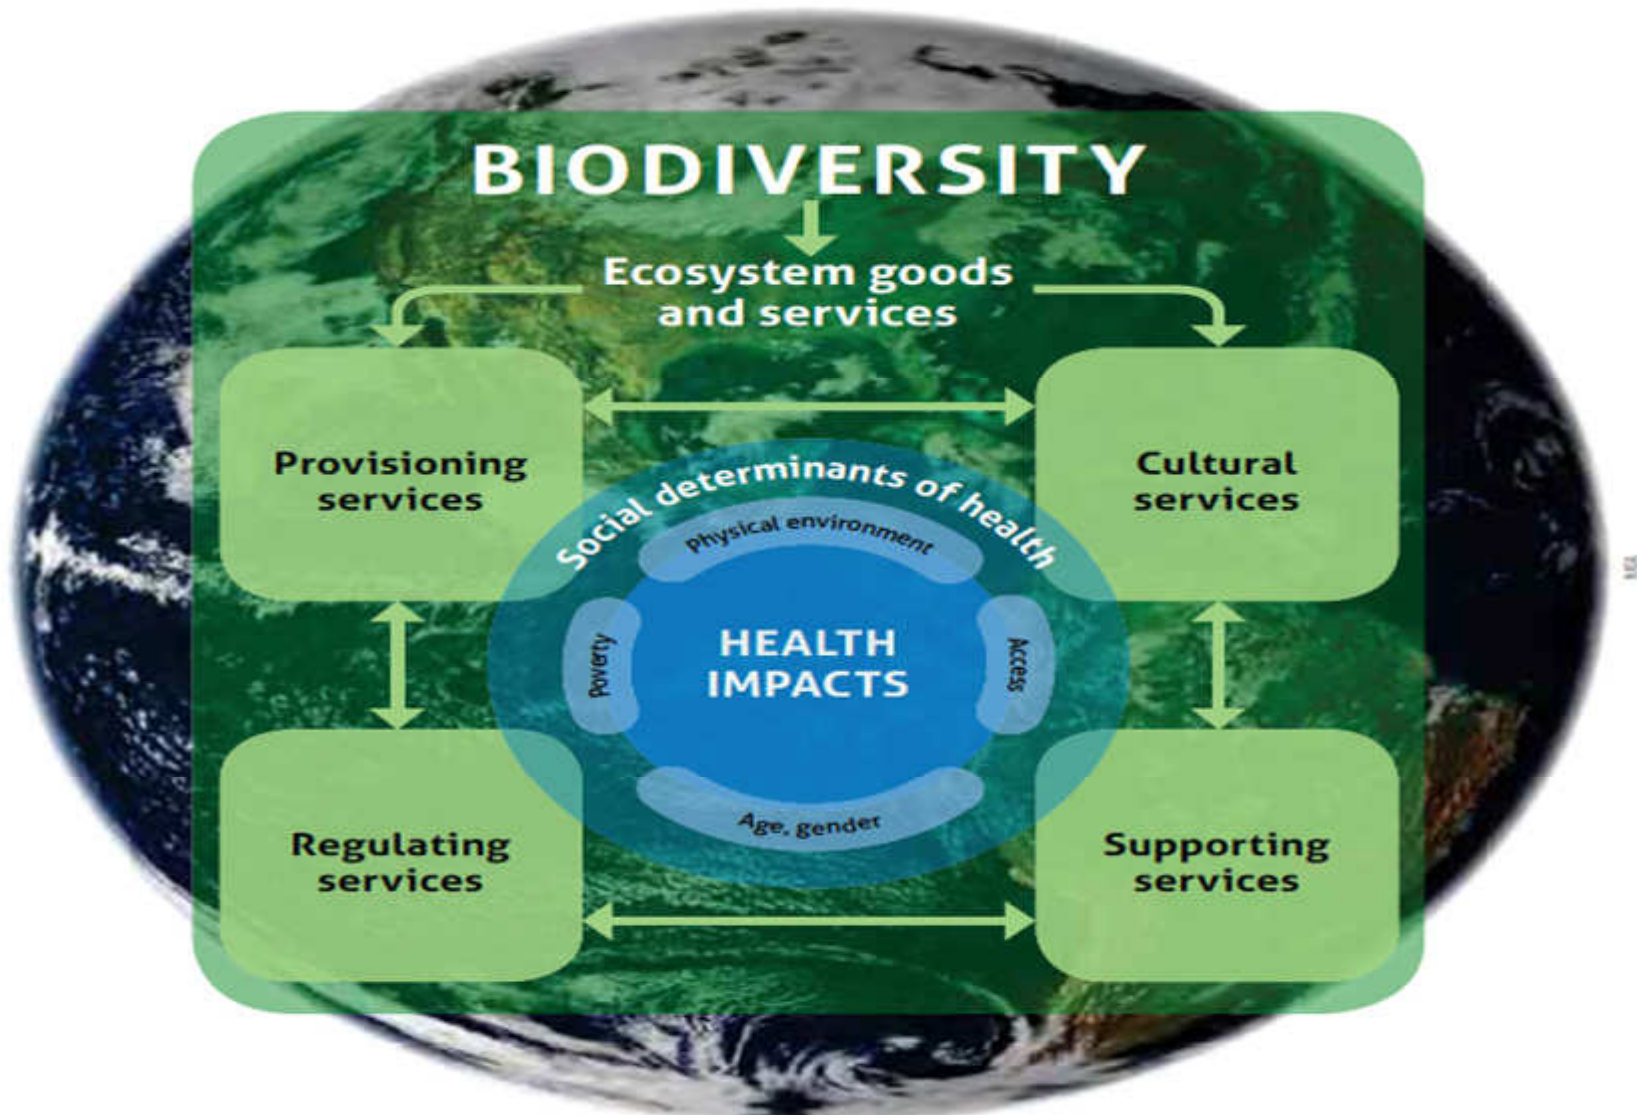 BIODIVERSITY
Ecosystem goods
and services
Provisioning
services
Cultural
services
Social determinants of health
Physical environment
Poverty
HEALTH
IMPACTS
Access
Age, gender
Regulating
services
Supporting
services